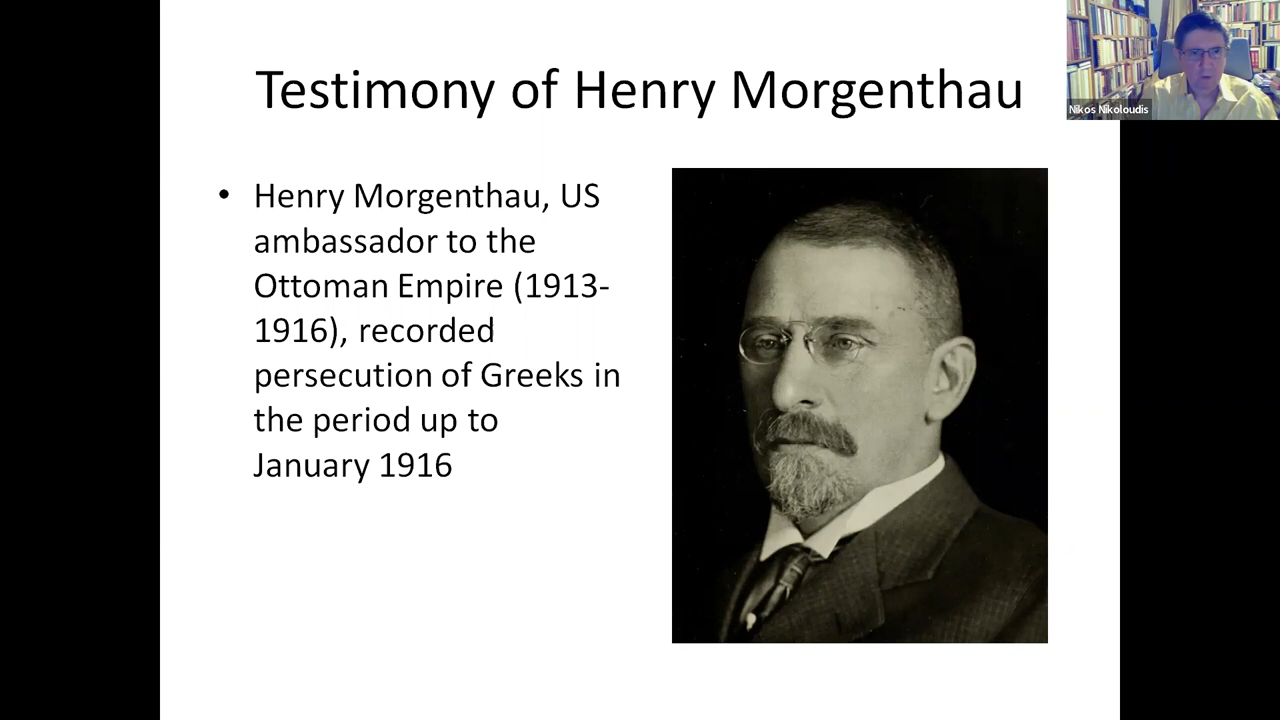 Testimony of Henry Morgenthau
Nikos Nikoloudis
• Henry Morgenthau, US
ambassador to the
Ottoman Empire (1913-
1916), recorded
persecution of Greeks in
the period up to
January 1916